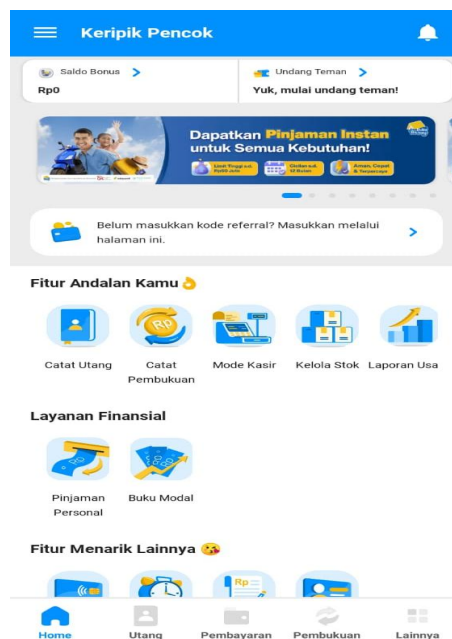 Keripik Pencok
Saldo Bonus
Undang Teman
Rp0
Yuk, mulai undang teman!
Dapatkan Pinjaman Instan
untuk Semua Kebutuhan!
Belum masukkan kode referral? Masukkan melalui
halaman ini.
Fitur Andalan Kamu
Rp
Catat Utang
Catat
Pembukuan
Mode Kasir
Kelola Stok
Laporan Usa
Layanan Finansial
Pinjaman
Personal
Buku Modal
Fitur Menarik Lainnya
Rp
Home
Utang
Pembayaran
Pembukuan
Lainnya